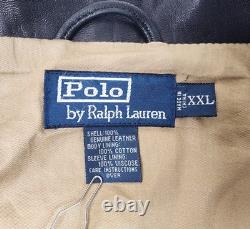 Polo
by Ralph Lauren
MADE IN
CHINA
XXL
SHELL: 100%
GENUINE LEATHER
BODY LINING:
100% COTTON
SLEEVE LINING:
100% VISCOSE
CARE INSTRUCTIONS
OVER